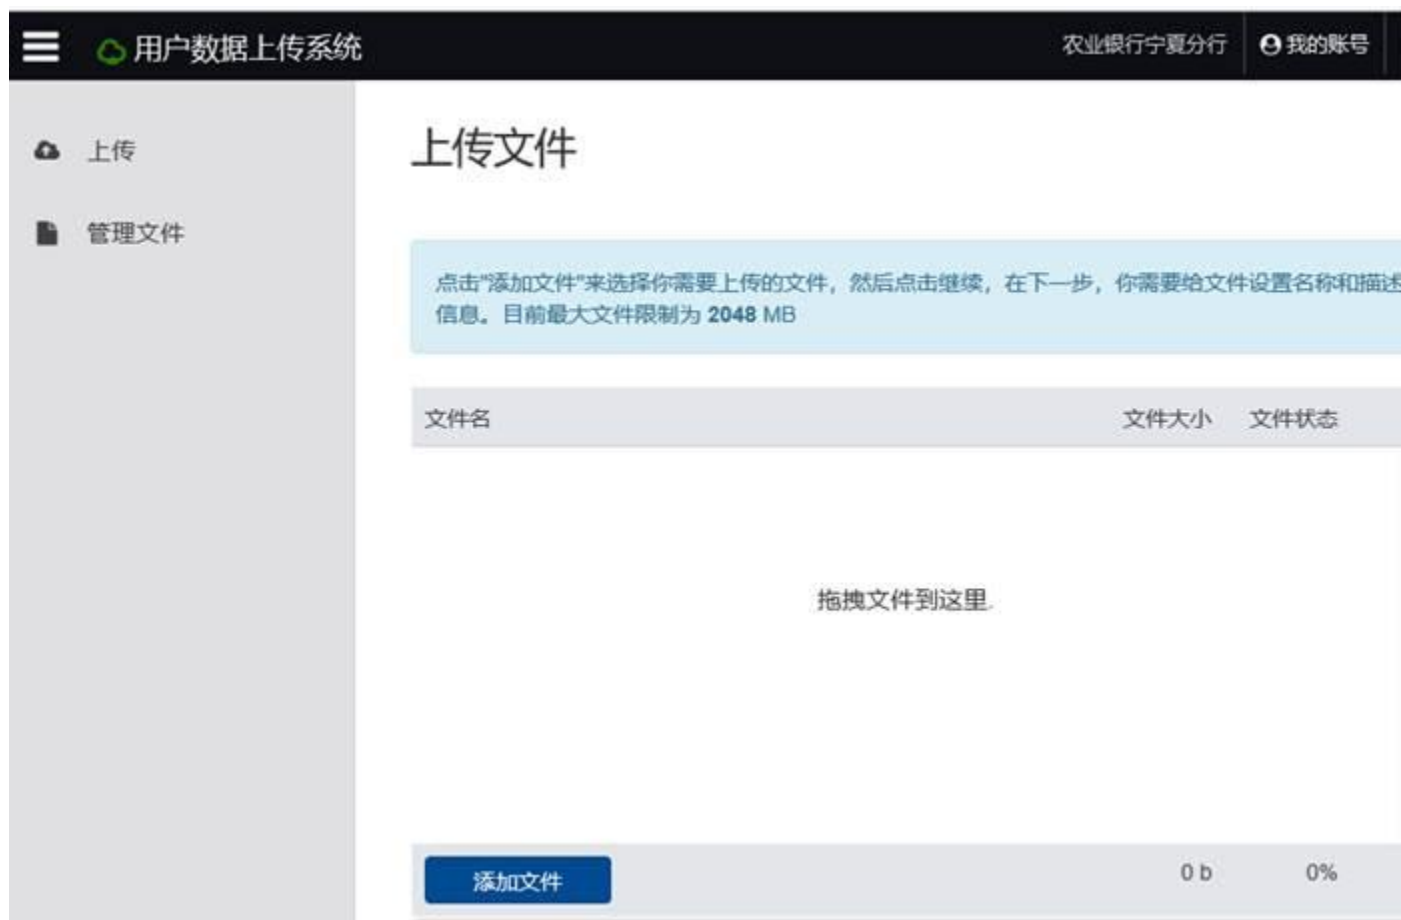 用户数据上传系统
农业银行宁夏分行
我的账号
上传
管理文件
上传文件
点击"添加文件"来选择你需要上传的文件，然后点击继续，在下一步，你需要给文件设置名称和描述
信息。目前最大文件限制为 2048 MB
文件名
文件大小
文件状态
拖拽文件到这里.
添加文件
0 b
0%